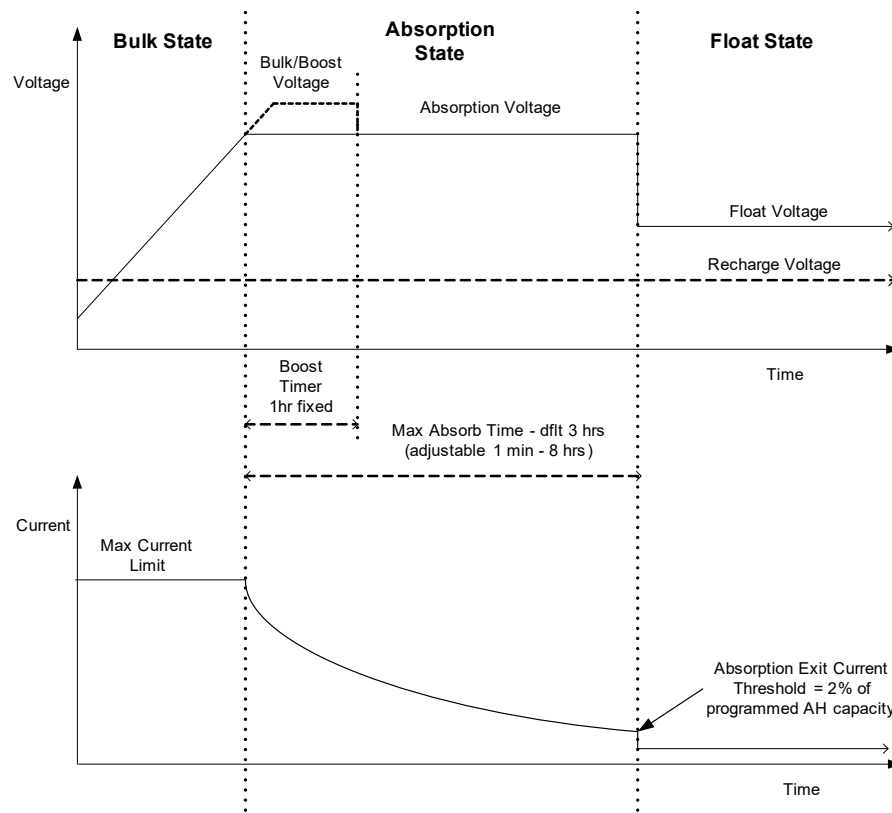 Bulk State
Absorption
State
Float State
Voltage
Bulk/Boost
Voltage
Absorption Voltage
Float Voltage
Recharge Voltage
Time
Boost
Timer
1hr fixed
Max Absorb Time - dflt 3 hrs
(adjustable 1 min - 8 hrs)
Current
Max Current
Limit
Absorption Exit Current
Threshold = 2% of
programmed AH capacity
Time